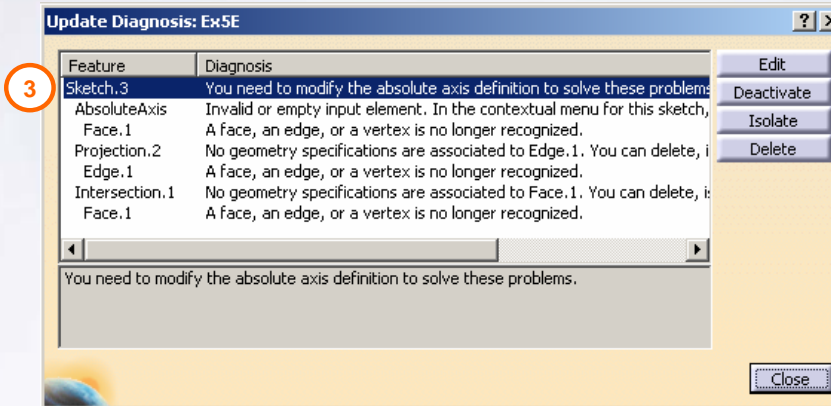 Update Diagnosis: Ex5E
Feature Diagnosis
3
Sketch.3 You need to modify the absolute axis definition to solve these problems
AbsoluteAxis Invalid or empty input element. In the contextual menu for this sketch,
Face.1 A face, an edge, or a vertex is no longer recognized.
Projection.2 No geometry specifications are associated to Edge.1. You can delete, i
Edge.1 A face, an edge, or a vertex is no longer recognized.
Intersection.1 No geometry specifications are associated to Face.1. You can delete, is
Face.1 A face, an edge, or a vertex is no longer recognized.
You need to modify the absolute axis definition to solve these problems.
Edit
Deactivate
Isolate
Delete
Close